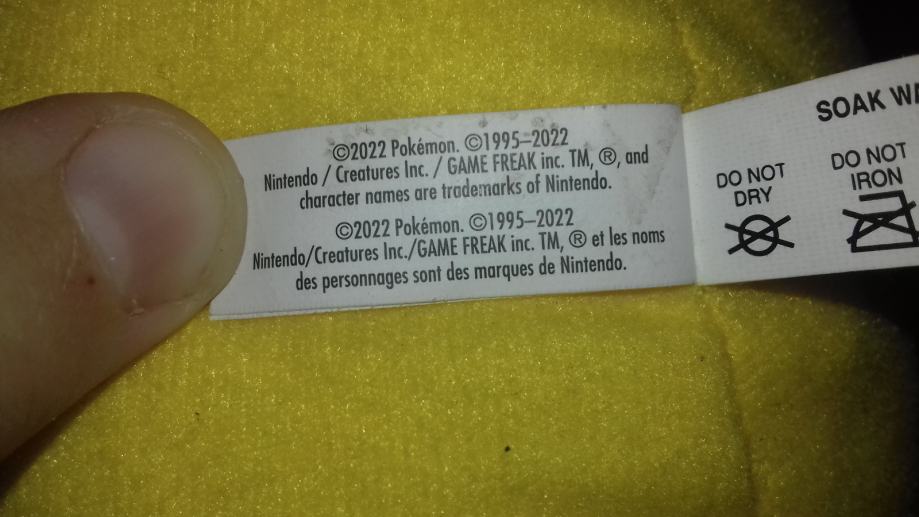 ©2022 Pokémon. ©1995–2022
Nintendo / Creatures Inc. / GAME FREAK inc. TM, ®, and
character names are trademarks of Nintendo.
©2022 Pokémon. ©1995–2022
Nintendo/Creatures Inc./GAME FREAK inc. TM, ® et les noms
des personnages sont des marques de Nintendo.
SOAK
DO NOT
DRY
DO NOT
IRON